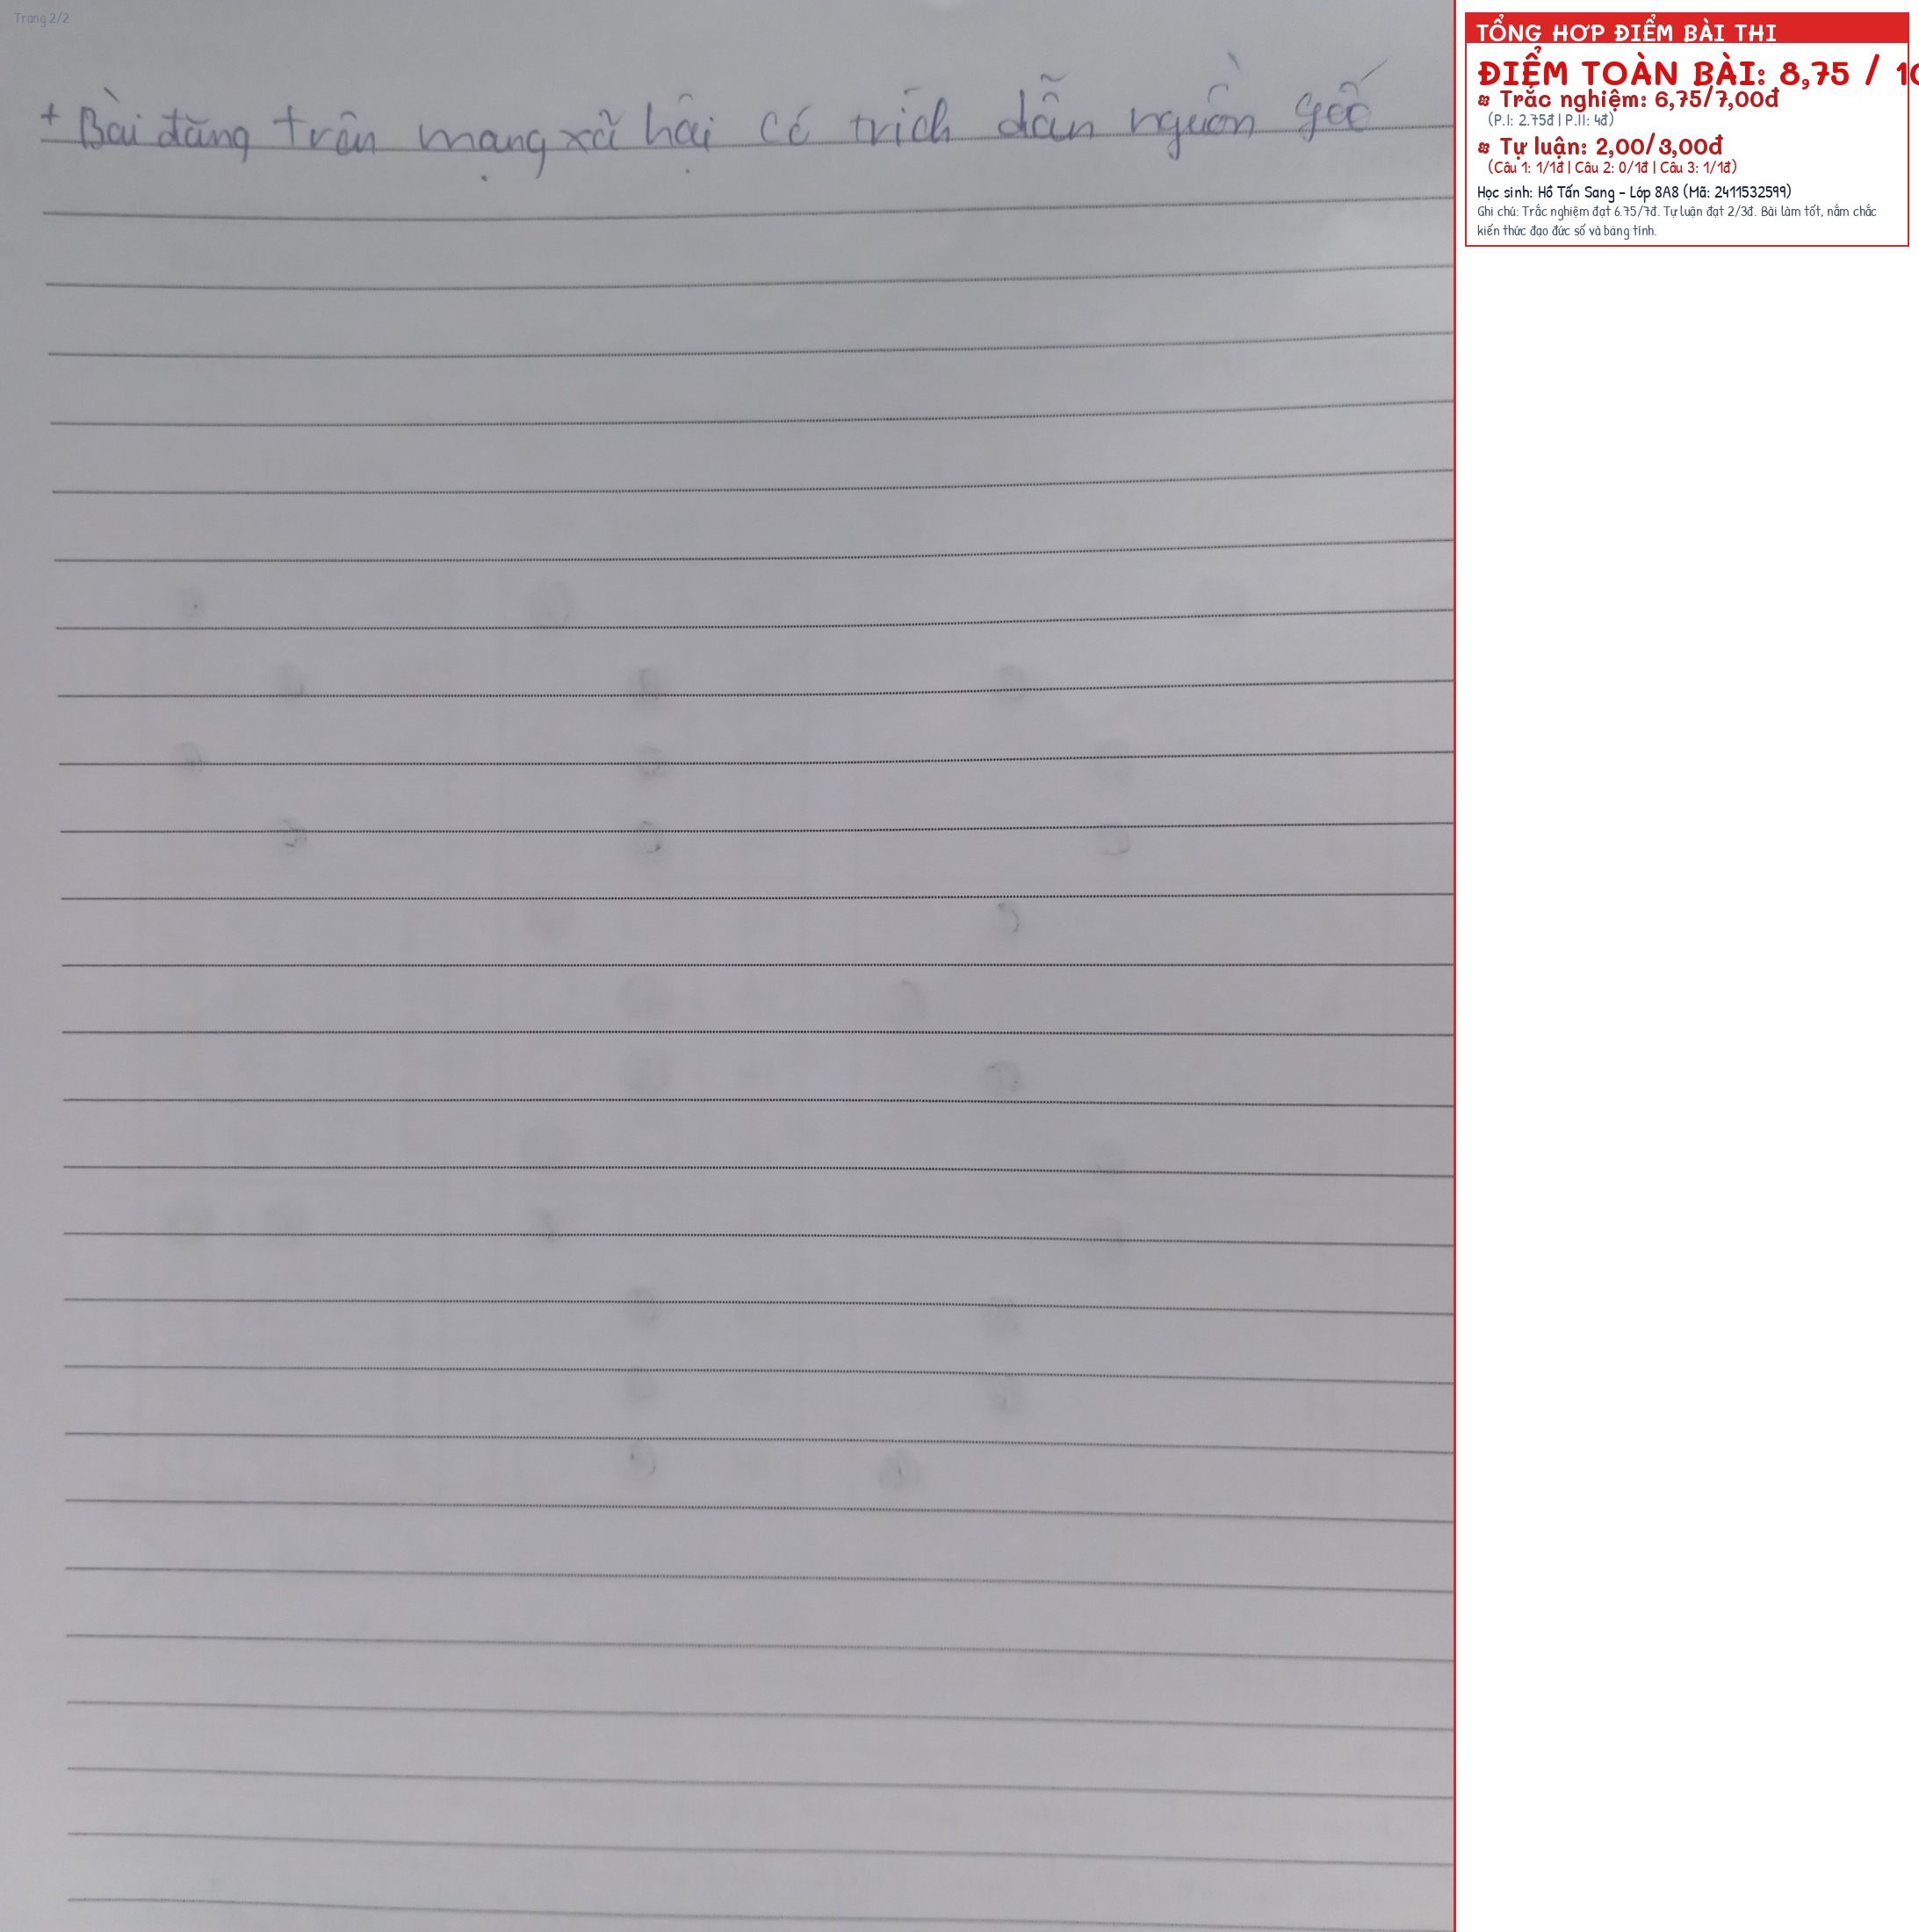 Trang 2/2
+ Bài đăng trên mạng xã hội có trích dẫn nguồn gốc
TỔNG HỢP ĐIỂM BÀI THI
ĐIỂM TOÀN BÀI: 8,75 / 10
Trắc nghiệm: 6,75/7,00đ
(P.I: 2.75đ | P.II: 4đ)
Tự luận: 2,00/3,00đ
(Câu 1: 1/1đ | Câu 2: 0/1đ | Câu 3: 1/1đ)
Học sinh: Hồ Tấn Sang - Lớp 8A8 (Mã: 2411532599)
Ghi chú: Trắc nghiệm đạt 6.75/7đ. Tự luận đạt 2/3đ. Bài làm tốt, nắm chắc
kiến thức đạo đức số và bảng tính.